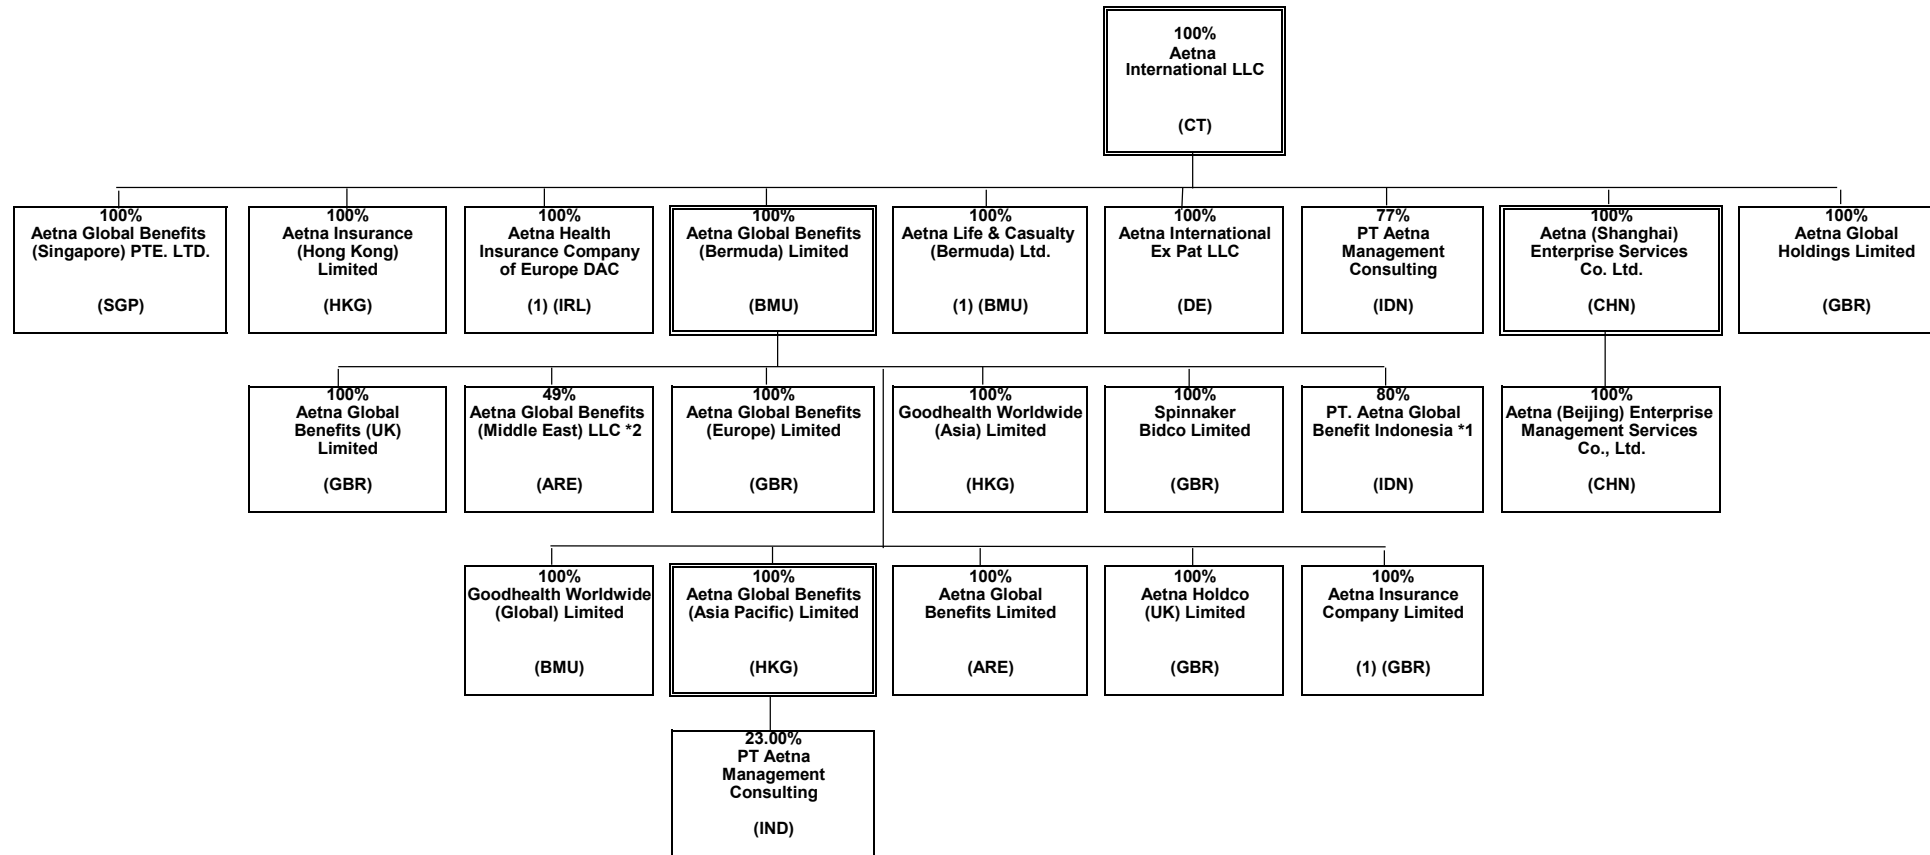 100%
Aetna
International LLC
(CT)
100%
Aetna Global Benefits
(Singapore) PTE. LTD.
(SGP)
100%
Aetna Insurance
(Hong Kong)
Limited
(HKG)
100%
Aetna Health
Insurance Company
of Europe DAC
(1) (IRL)
100%
Aetna Global Benefits
(Bermuda) Limited
(BMU)
100%
Aetna Life & Casualty
(Bermuda) Ltd.
(1) (BMU)
100%
Aetna International
Ex Pat LLC
(DE)
77%
PT Aetna
Management
Consulting
(IDN)
100%
Aetna (Shanghai)
Enterprise Services
Co. Ltd.
(CHN)
100%
Aetna Global
Holdings Limited
(GBR)
100%
Aetna Global
Benefits (UK)
Limited
(GBR)
49%
Aetna Global Benefits
(Middle East) LLC *2
(ARE)
100%
Aetna Global Benefits
(Europe) Limited
(GBR)
100%
Goodhealth Worldwide
(Asia) Limited
(HKG)
100%
Spinnaker
Bidco Limited
(GBR)
80%
PT. Aetna Global
Benefit Indonesia *1
(IDN)
100%
Aetna (Beijing) Enterprise
Management Services
Co., Ltd.
(CHN)
100%
Goodhealth Worldwide
(Global) Limited
(BMU)
100%
Aetna Global Benefits
(Asia Pacific) Limited
(HKG)
100%
Aetna Global
Benefits Limited
(ARE)
100%
Aetna Holdco
(UK) Limited
(GBR)
100%
Aetna Insurance
Company Limited
(1) (GBR)
23.00%
PT Aetna
Management
Consulting
(IND)